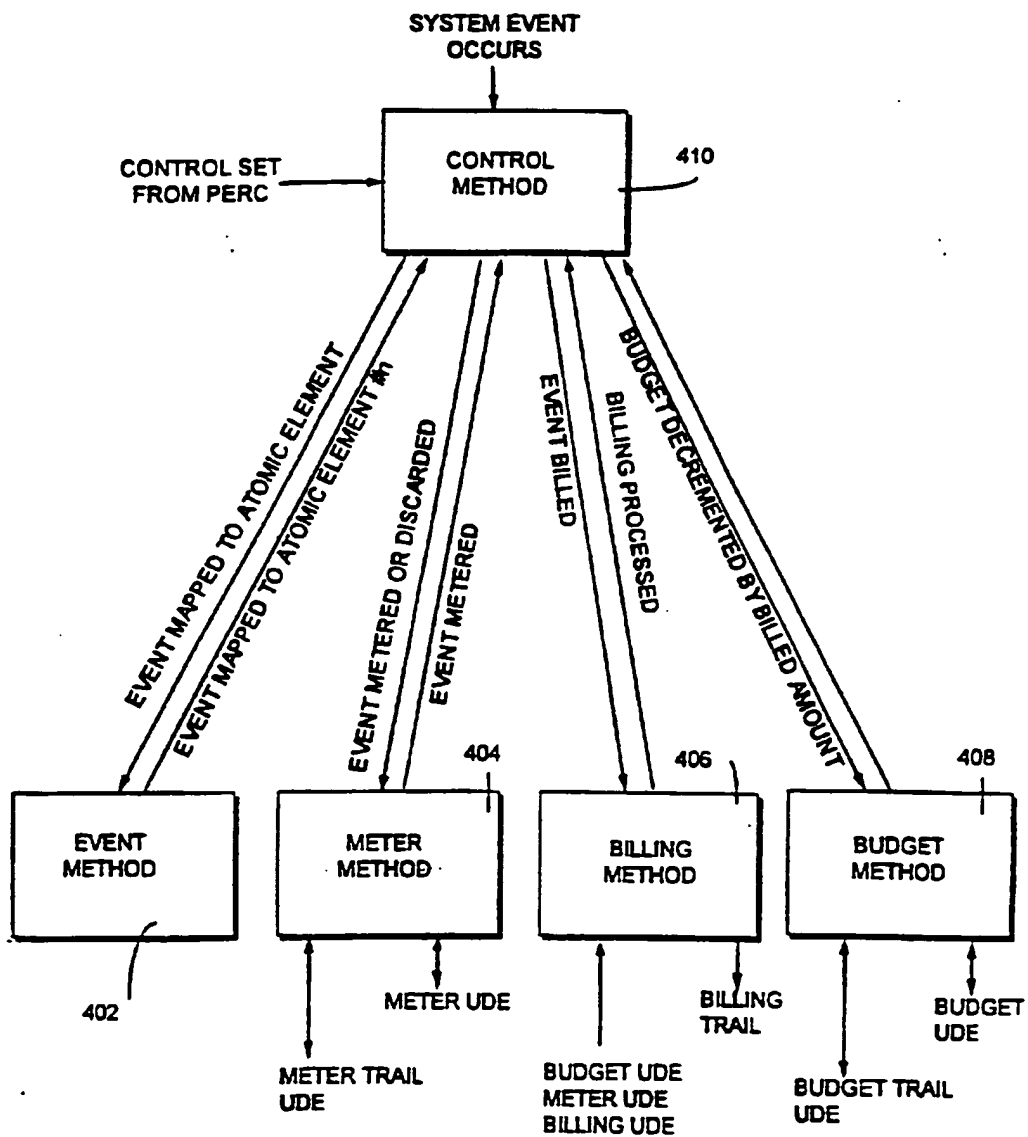 SYSTEM EVENT
OCCURS
CONTROL SET
FROM PERC
CONTROL
METHOD
410
EVENT MAPPED TO ATOMIC ELEMENT
EVENT MAPPED TO ATOMIC ELEMENT #n
EVENT METERED OR DISCARDED
EVENT METERED
EVENT BILLED
BILLING PROCESSED
BUDGET DECREMENTED BY BILLED AMOUNT
EVENT
METHOD
402
METER
METHOD
404
BILLING
METHOD
406
BUDGET
METHOD
408
METER TRAIL
UDE
METER UDE
BUDGET UDE
METER UDE
BILLING UDE
BILLING
TRAIL
BUDGET TRAIL
UDE
BUDGET
UDE